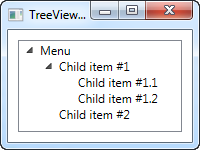 TreeView...
Menu
Child item #1
Child item #1.1
Child item #1.2
Child item #2